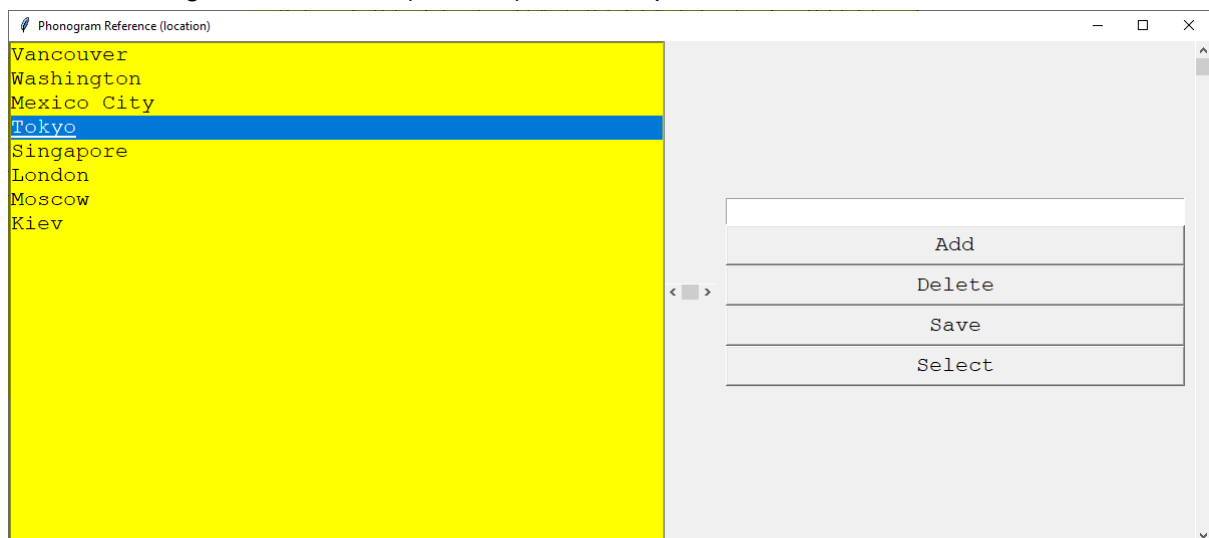 Phonogram Reference (location)
Vancouver
Washington
Mexico City
Tokyo
Singapore
London
Moscow
Kiev
Add
Delete
Save
Select